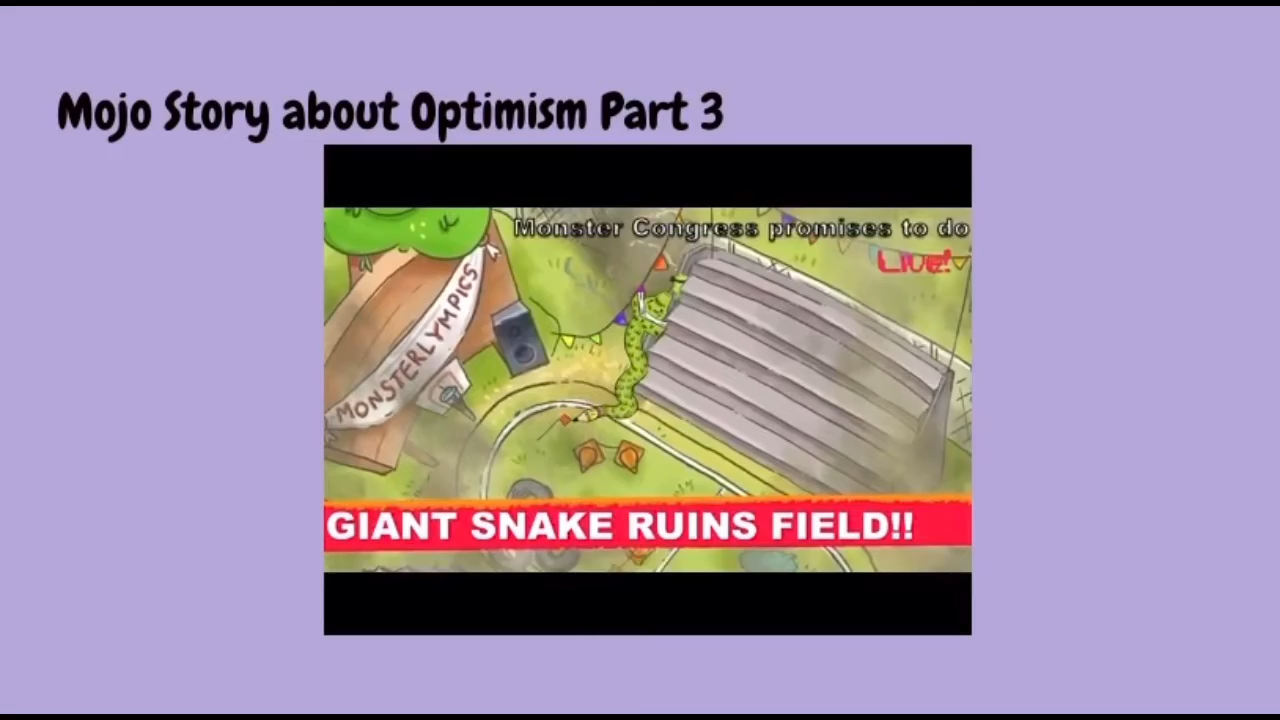 Mojo Story about Optimism Part 3
Monster Congress promises to do
Live!
MONSTERLYMPICS
GIANT SNAKE RUINS FIELD!!